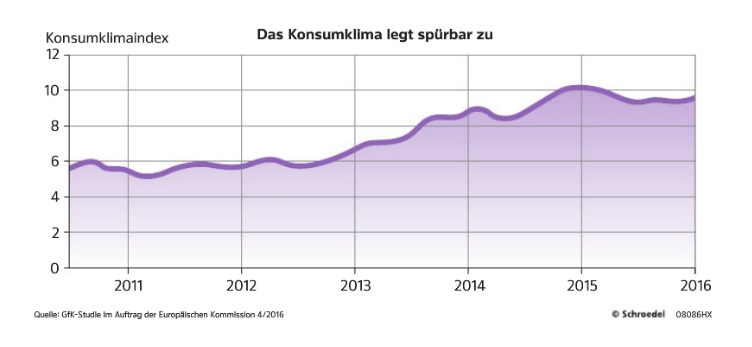 Das Konsumklima legt spürbar zu
Konsumklimaindex
12
10
8
6
4
2
0
2011 2012 2013 2014 2015 2016
Quelle: GfK-Studie im Auftrag der Europäischen Kommission 4/2016 © Schroedel 08086HX